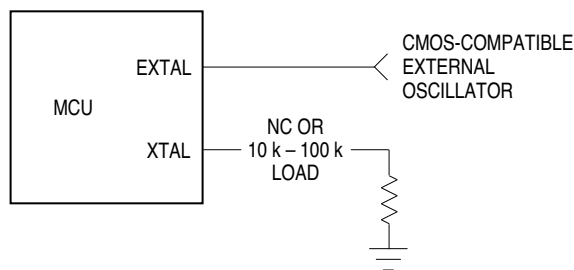 EXTAL
CMOS-COMPATIBLE
EXTERNAL
OSCILLATOR
MCU
XTAL
NC OR
10 k – 100 k
LOAD